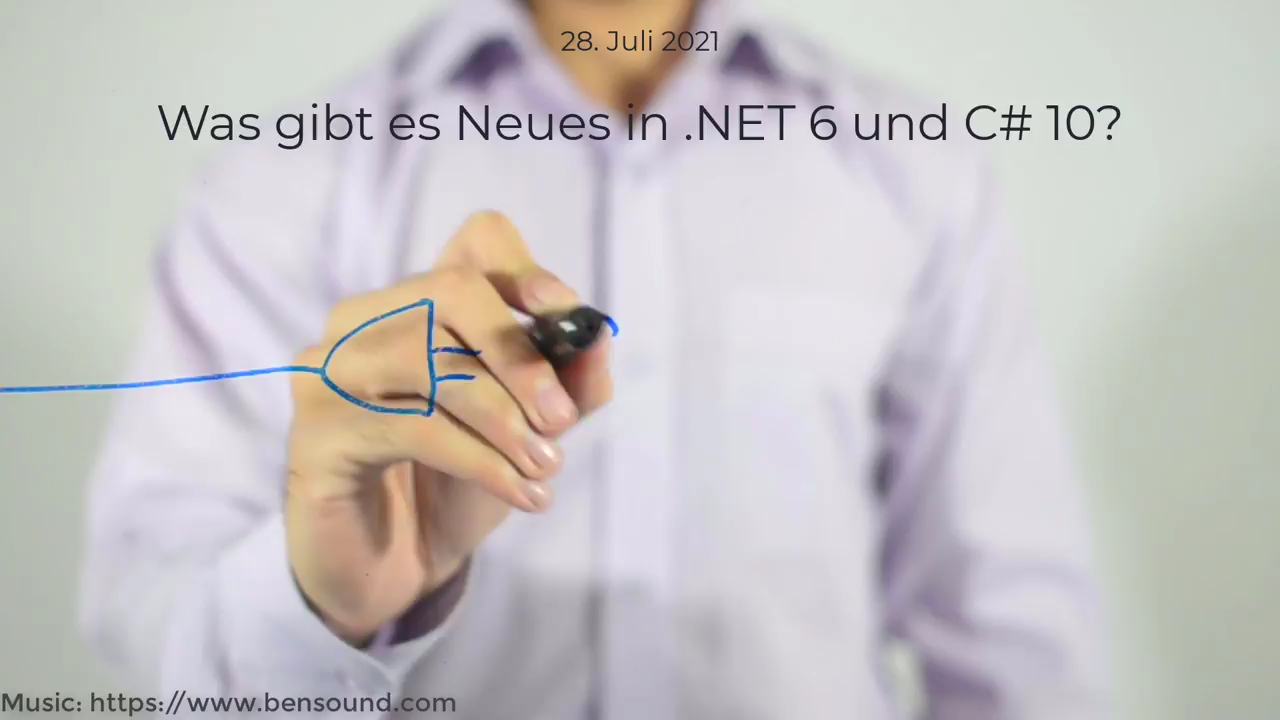 28. Juli 2021
Was gibt es Neues in .NET 6 und C# 10?
Music: https://www.bensound.com